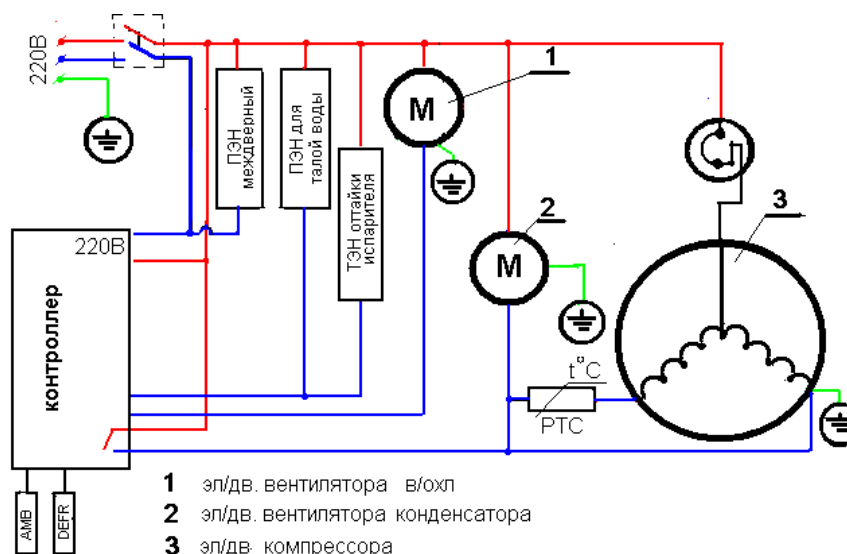 220В
ПЭН
междверный
ПЭН для
талой воды
ТЭН оттайки
испарителя
М
1
М
2
3
220В
контроллер
t°C
PTC
AMB
DEFR
1 эл/дв. вентилятора в/охл
2 эл/дв. вентилятора конденсатора
3 эл/дв. компрессора